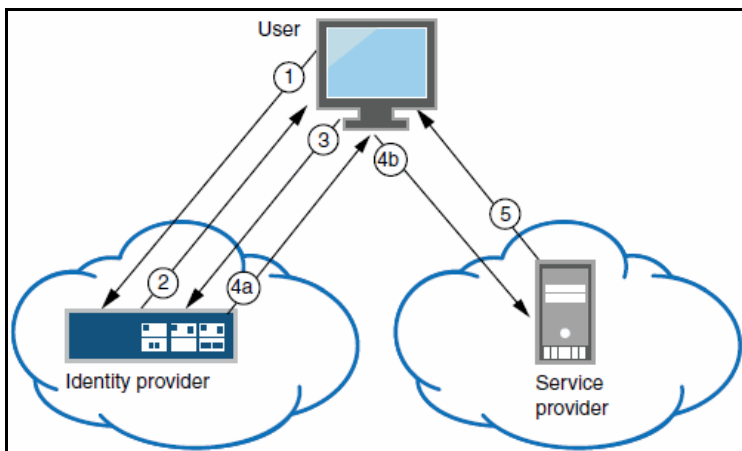 User
1
3
4b
5
2
4a
Identity provider
Service
provider